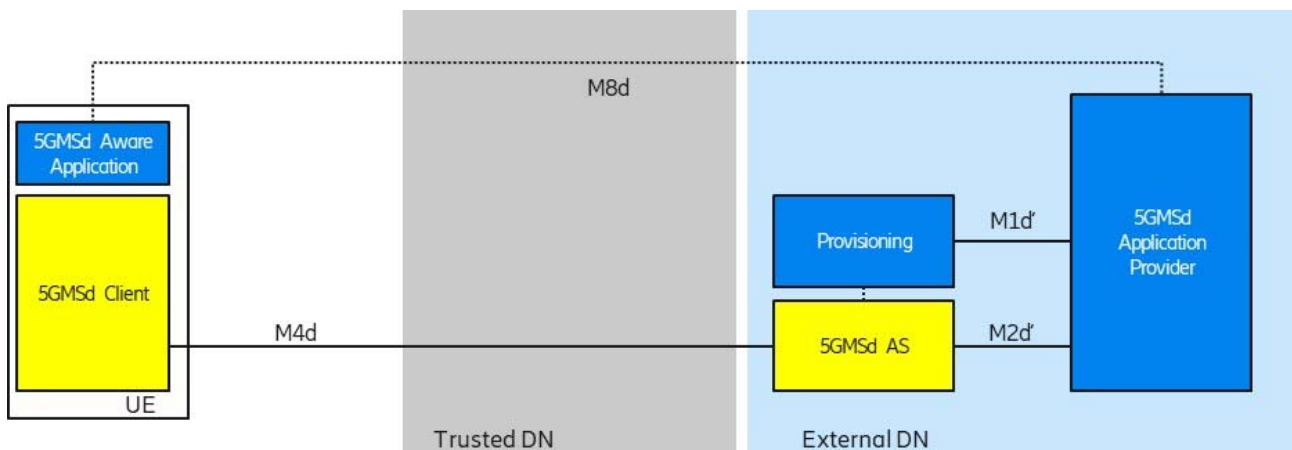 M8d
5GMSd Aware
Application
5GMSd Client
UE
M4d
Trusted DN
Provisioning
M1d’
5GMSd
Application
Provider
5GMSd AS
M2d’
External DN